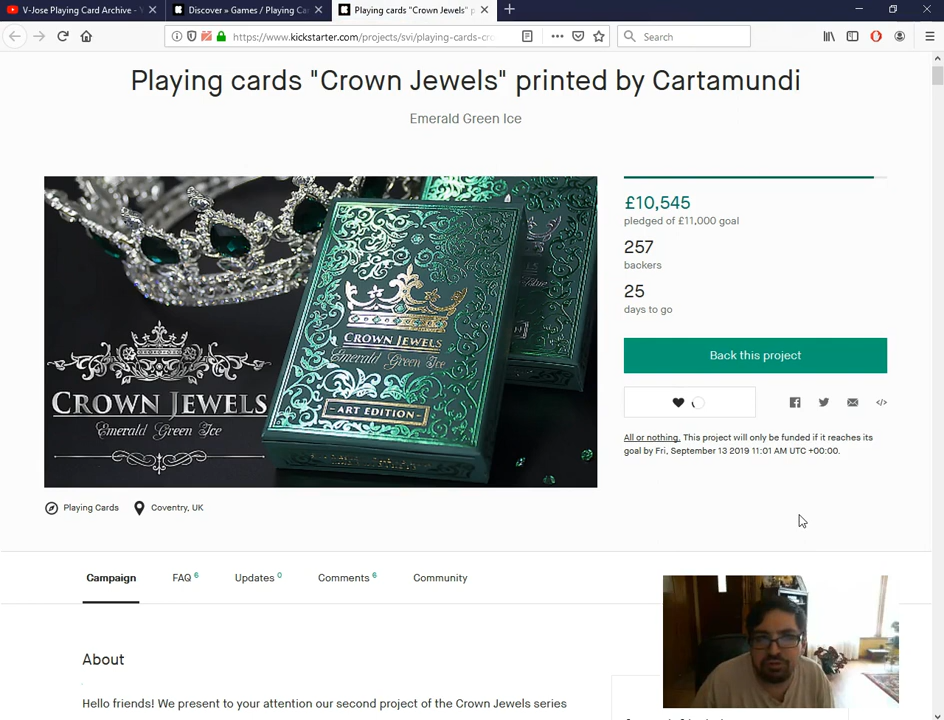 V-Jose Playing Card Archive -
Discover » Games / Playing Ca
Playing cards "Crown Jewels" p
https://www.kickstarter.com/projects/svi/playing-cards-cro
Search
Playing cards "Crown Jewels" printed by Cartamundi
Emerald Green Ice
CROWN JEWELS
Emerald Green Ice
CROWN JEWELS
Emerald Green Ice
- ART EDITION -
£10,545
pledged of £11,000 goal
257
backers
25
days to go
Back this project
All or nothing. This project will only be funded if it reaches its
goal by Fri, September 13 2019 11:01 AM UTC +00:00.
Playing Cards
Coventry, UK
Campaign
FAQ 6
Updates 0
Comments 6
Community
About
Hello friends! We present to your attention our second project of the Crown Jewels series